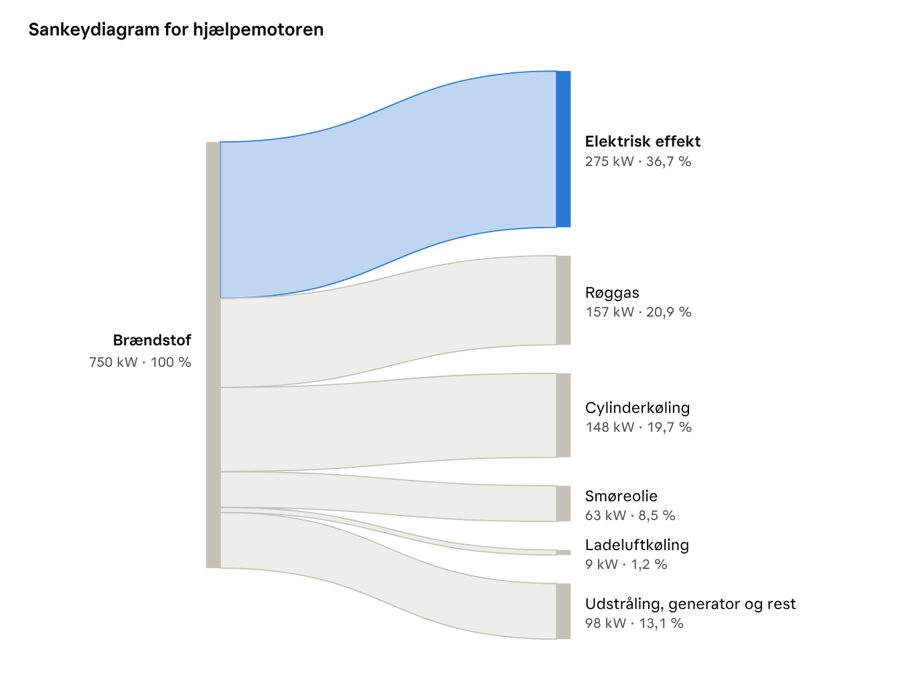 Sankeydiagram for hjælpemotoren
Elektrisk effekt
275 kW · 36,7 %
Røggas
157 kW · 20,9 %
Brændstof
750 kW · 100 %
Cylinderkøling
148 kW · 19,7 %
Smøreolie
63 kW · 8,5 %
Ladeluftkøling
9 kW · 1,2 %
Udstråling, generator og rest
98 kW · 13,1 %